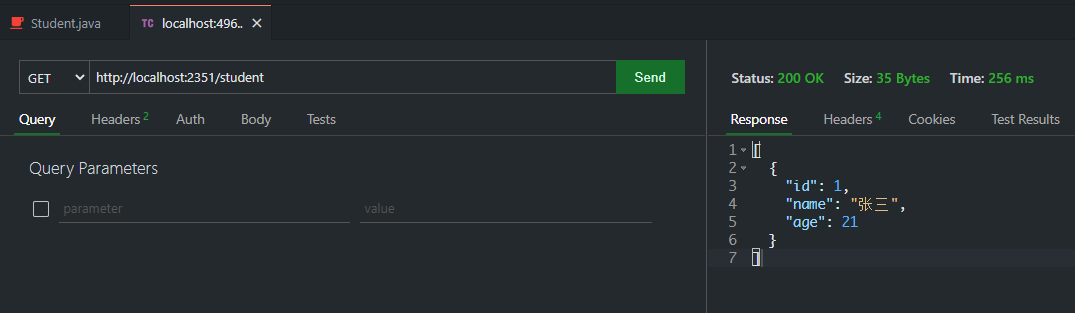 Student.java
TC localhost:496..
GET http://localhost:2351/student Send
Query Headers 2 Auth Body Tests
Query Parameters
parameter value
Status: 200 OK Size: 35 Bytes Time: 256 ms
Response Headers 4 Cookies Test Results
1 [
2 {
3 "id": 1,
4 "name": "张三",
5 "age": 21
6 }
7 ]